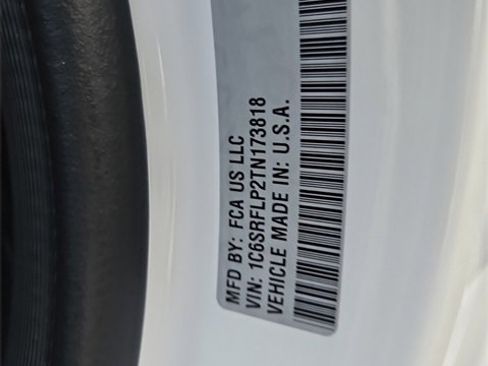 MFD BY: FCA US LLC
VIN: 1C6SRFLP2TN173818
VEHICLE MADE IN: U.S.A.